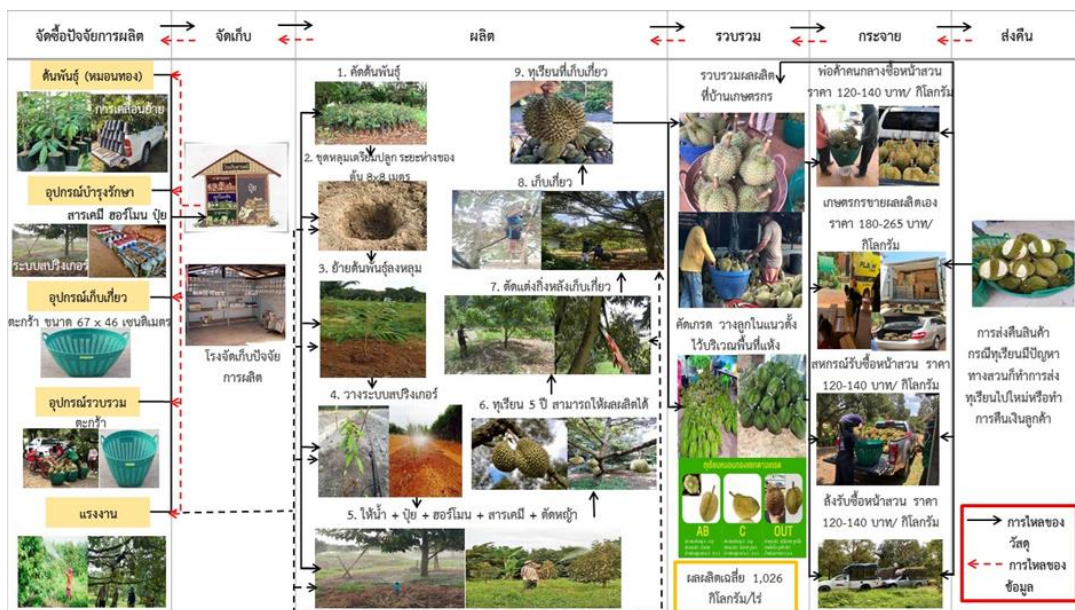 จัดซื้อปัจจัยการผลิต
จัดเก็บ
ผลิต
รวบรวม
กระจาย
ส่งคืน
ต้นพันธุ์ (หมอนทอง)
การเคลื่อนย้าย
อุปกรณ์บำรุงรักษา
สารเคมี ฮอร์โมน ปุ๋ย
ระบบสปริงเกอร์
อุปกรณ์เก็บเกี่ยว
ตะกร้า ขนาด 67 x 46 เซนติเมตร
อุปกรณ์รวบรวม
ตะกร้า
แรงงาน
ปุ๋ย
โรงจัดเก็บปัจจัย
การผลิต
1. คัดต้นพันธุ์
2. ขุดหลุมเตรียมปลูก ระยะห่างของ
ต้น 8x8 เมตร
3. ย้ายต้นพันธุ์ลงหลุม
4. วางระบบสปริงเกอร์
5. ให้น้ำ + ปุ๋ย + ฮอร์โมน + สารเคมี + ตัดหญ้า
6. ทุเรียน 5 ปี สามารถให้ผลผลิตได้
7. ตัดแต่งกิ่งหลังเก็บเกี่ยว
8. เก็บเกี่ยว
9. ทุเรียนที่เก็บเกี่ยว
รวบรวมผลผลิต
ที่บ้านเกษตรกร
คัดเกรด วางลูกในแนวตั้ง
ไว้บริเวณพื้นที่แห้ง
AB
C
OUT
ผลผลิตเฉลี่ย 1,026
กิโลกรัม/ไร่
พ่อค้าคนกลางซื้อหน้าสวน
ราคา 120-140 บาท/ กิโลกรัม
เกษตรกรขายผลผลิตเอง
ราคา 180-265 บาท/
กิโลกรัม
สหกรณ์รับซื้อหน้าสวน ราคา
120-140 บาท/ กิโลกรัม
ล้งรับซื้อหน้าสวน ราคา
120-140 บาท/ กิโลกรัม
การส่งคืนสินค้า
กรณีทุเรียนมีปัญหา
ทางสวนก็ทำการส่ง
ทุเรียนไปใหม่หรือทำ
การคืนเงินลูกค้า
การไหลของ
วัสดุ
การไหลของ
ข้อมูล